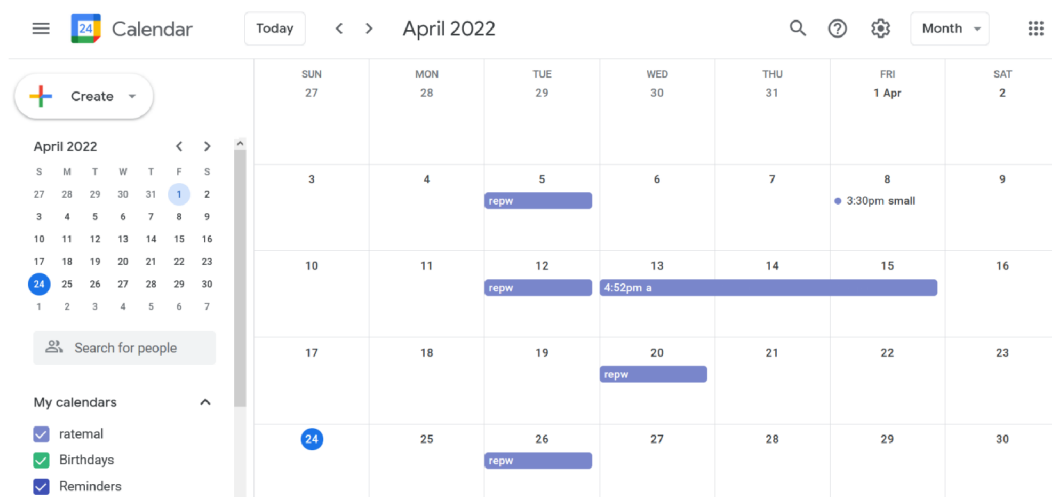 24 Calendar Today April 2022 Month
Create
April 2022
S M T W T F S
27 28 29 30 31 1 2
3 4 5 6 7 8 9
10 11 12 13 14 15 16
17 18 19 20 21 22 23
24 25 26 27 28 29 30
1 2 3 4 5 6 7
Search for people
My calendars
ratemal
Birthdays
Reminders
SUN MON TUE WED THU FRI SAT
27 28 29 30 31 1 Apr 2
3 4 5 6 7 8 9
repw 3:30pm small
10 11 12 13 14 15 16
repw 4:52pm a
17 18 19 20 21 22 23
repw
24 25 26 27 28 29 30
repw